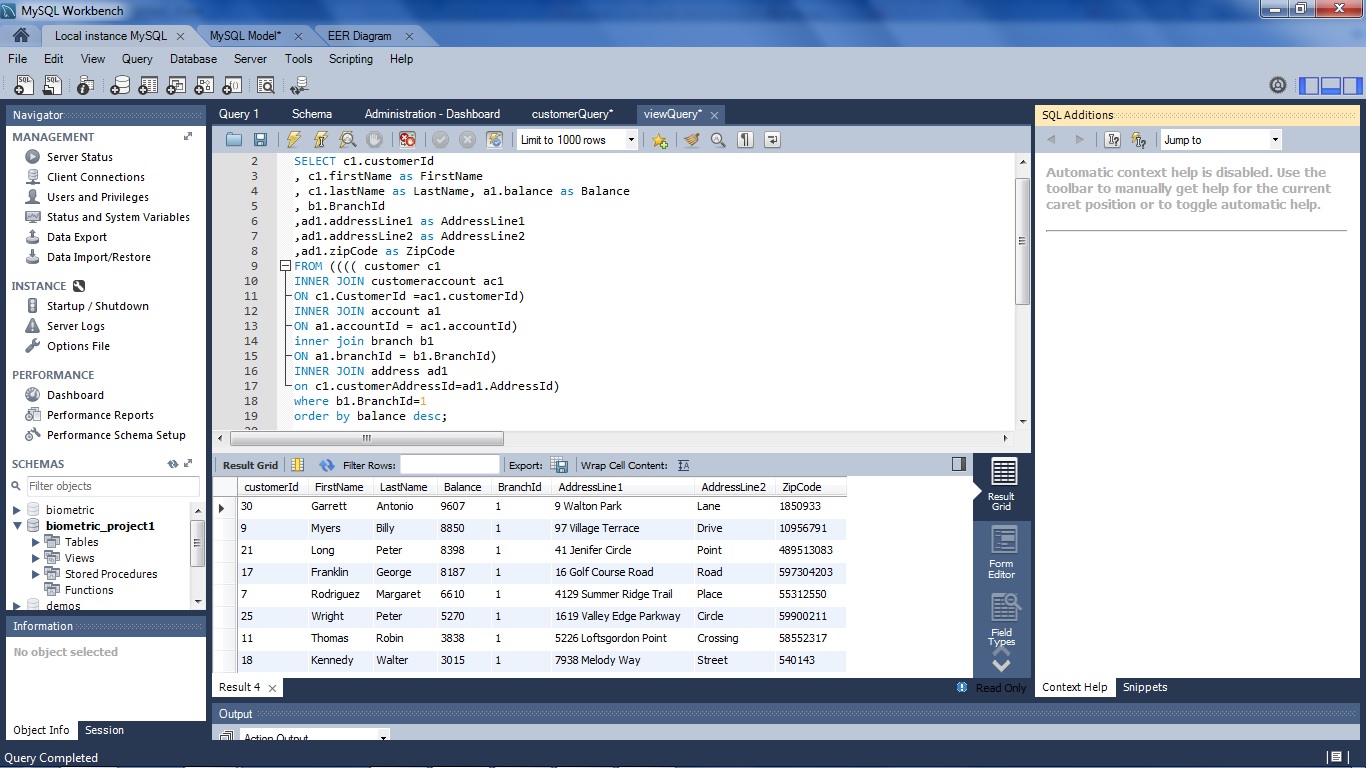 MySQL Workbench
Local instance MySQL MySQL Model* EER Diagram
File Edit View Query Database Server Tools Scripting Help
Navigator
MANAGEMENT
Server Status
Client Connections
Users and Privileges
Status and System Variables
Data Export
Data Import/Restore
INSTANCE
Startup / Shutdown
Server Logs
Options File
PERFORMANCE
Dashboard
Performance Reports
Performance Schema Setup
SCHEMAS
Filter objects
biometric
biometric_project1
Tables
Views
Stored Procedures
Functions
demos
Information
No object selected
Object Info Session
Query Completed
Query 1 Schema Administration - Dashboard customerQuery* viewQuery*
Limit to 1000 rows
2 SELECT c1.customerId
3 , c1.firstName as FirstName
4 , c1.lastName as LastName, a1.balance as Balance
5 , b1.BranchId
6 ,ad1.addressLine1 as AddressLine1
7 ,ad1.addressLine2 as AddressLine2
8 ,ad1.zipCode as ZipCode
9 FROM (((( customer c1
10 INNER JOIN customeraccount ac1
11 ON c1.CustomerId =ac1.customerId)
12 INNER JOIN account a1
13 ON a1.accountId = ac1.accountId)
14 inner join branch b1
15 ON a1.branchId = b1.BranchId)
16 INNER JOIN address ad1
17 on c1.customerAddressId=ad1.AddressId)
18 where b1.BranchId=1
19 order by balance desc;
Result Grid Filter Rows: Export: Wrap Cell Content:
customerId FirstName LastName Balance BranchId AddressLine1 AddressLine2 ZipCode
30 Garrett Antonio 9607 1 9 Walton Park Lane 1850933
9 Myers Billy 8850 1 97 Village Terrace Drive 10956791
21 Long Peter 8398 1 41 Jenifer Circle Point 489513083
17 Franklin George 8187 1 16 Golf Course Road Road 597304203
7 Rodriguez Margaret 6610 1 4129 Summer Ridge Trail Place 55312550
25 Wright Peter 5270 1 1619 Valley Edge Parkway Circle 59900211
11 Thomas Robin 3838 1 5226 Loftsgordon Point Crossing 58552317
18 Kennedy Walter 3015 1 7938 Melody Way Street 540143
Result Grid
Form Editor
Field Types
Result 4
Read Only
Output
Action Output
SQL Additions
Jump to
Automatic context help is disabled. Use the
toolbar to manually get help for the current
caret position or to toggle automatic help.
Context Help Snippets